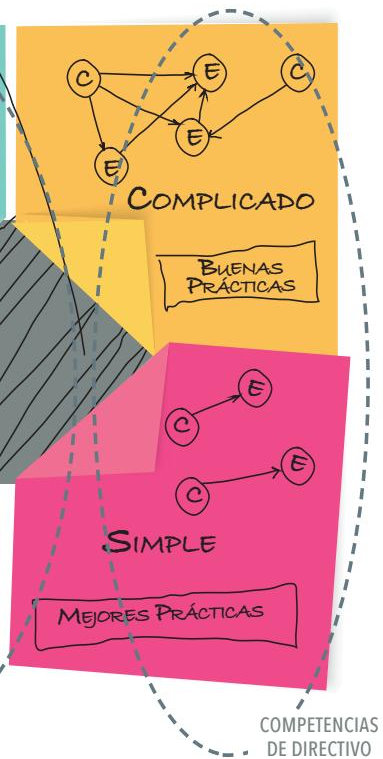 C
E
C
E
E
COMPLICADO
BUENAS
PRÁCTICAS
E
C
E
C
SIMPLE
MEJORES PRÁCTICAS
COMPETENCIAS
DE DIRECTIVO